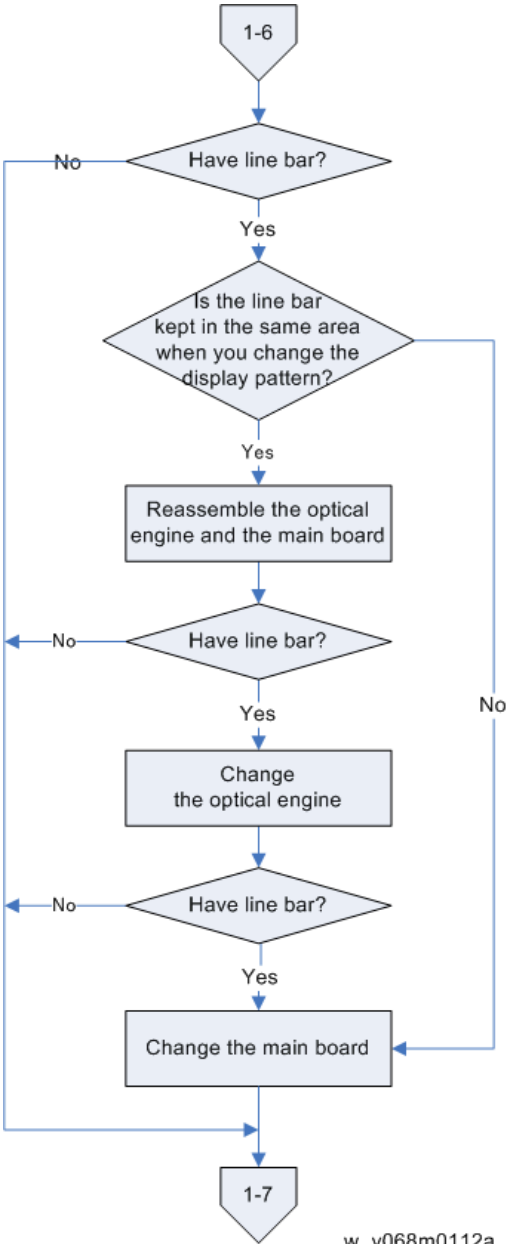 1-6
Have line bar?
No
Yes
Is the line bar
kept in the same area
when you change the
display pattern?
Yes
Reassemble the optical
engine and the main board
Have line bar?
No
Yes
No
Change
the optical engine
Have line bar?
No
Yes
Change the main board
1-7
w_v068m0112a